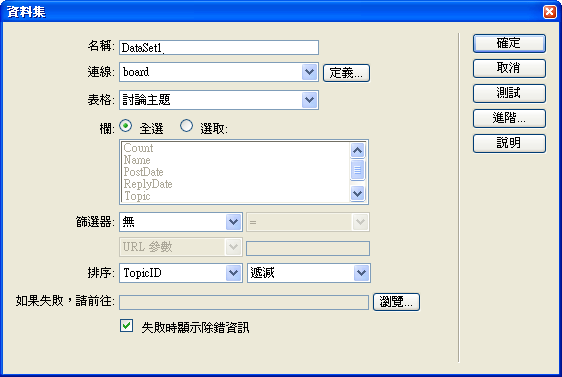 資料集
名稱: DataSet1
連線: board 定義...
表格: 討論主題
欄: 全選 選取:
Count
Name
PostDate
ReplyDate
Topic
篩選器: 無 =
URL 參數
排序: TopicID 遞減
如果失敗，請前往: 瀏覽...
失敗時顯示除錯資訊
確定
取消
測試
進階...
說明